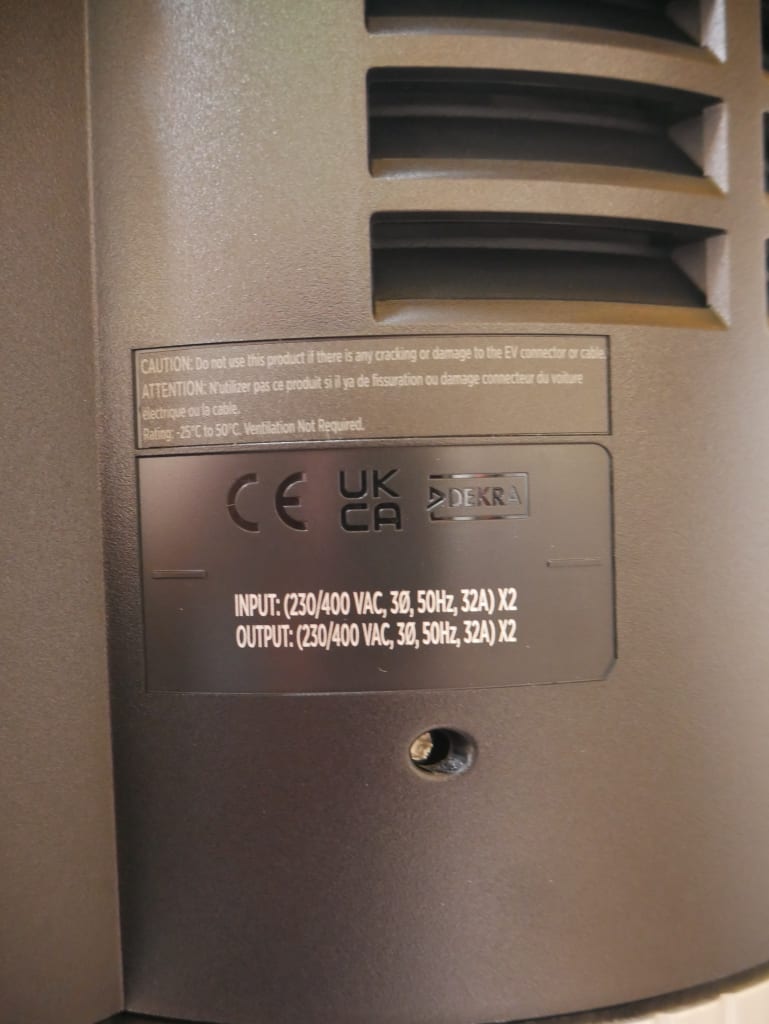 CAUTION: Do not use this product if there is any cracking or damage to the EV connector or cable.
ATTENTION: N'utilizer pas ce produit si il ya de fissuration ou damage connecteur du voiture
électrique ou la cable.
Rating: -25°C to 50°C. Ventilation Not Required.
CE UK CA DEKRA
INPUT: (230/400 VAC, 3Ø, 50Hz, 32A) X2
OUTPUT: (230/400 VAC, 3Ø, 50Hz, 32A) X2